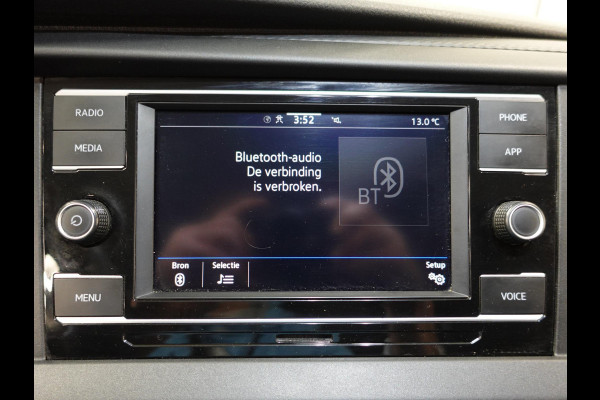 RADIO
MEDIA
MENU
3:52
13.0 °C
Bluetooth-audio
De verbinding
is verbroken.
BT
Bron
Selectie
Setup
PHONE
APP
VOICE